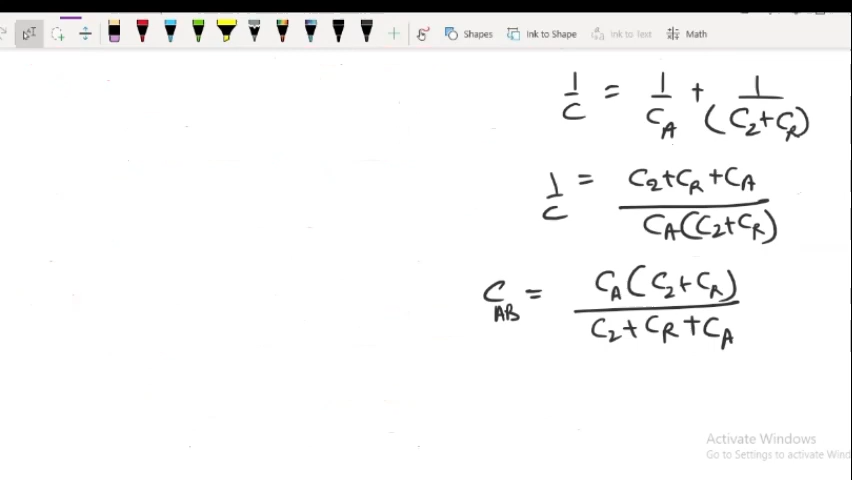 Shapes Ink to Shape Ink to Text Math
1/C = 1/C_A + 1/(C_2+C_R)
1/C = C_2+C_R+C_A / C_A(C_2+C_R)
C_AB = C_A(C_2+C_R) / C_2+C_R+C_A
Activate Windows
Go to Settings to activate Wind